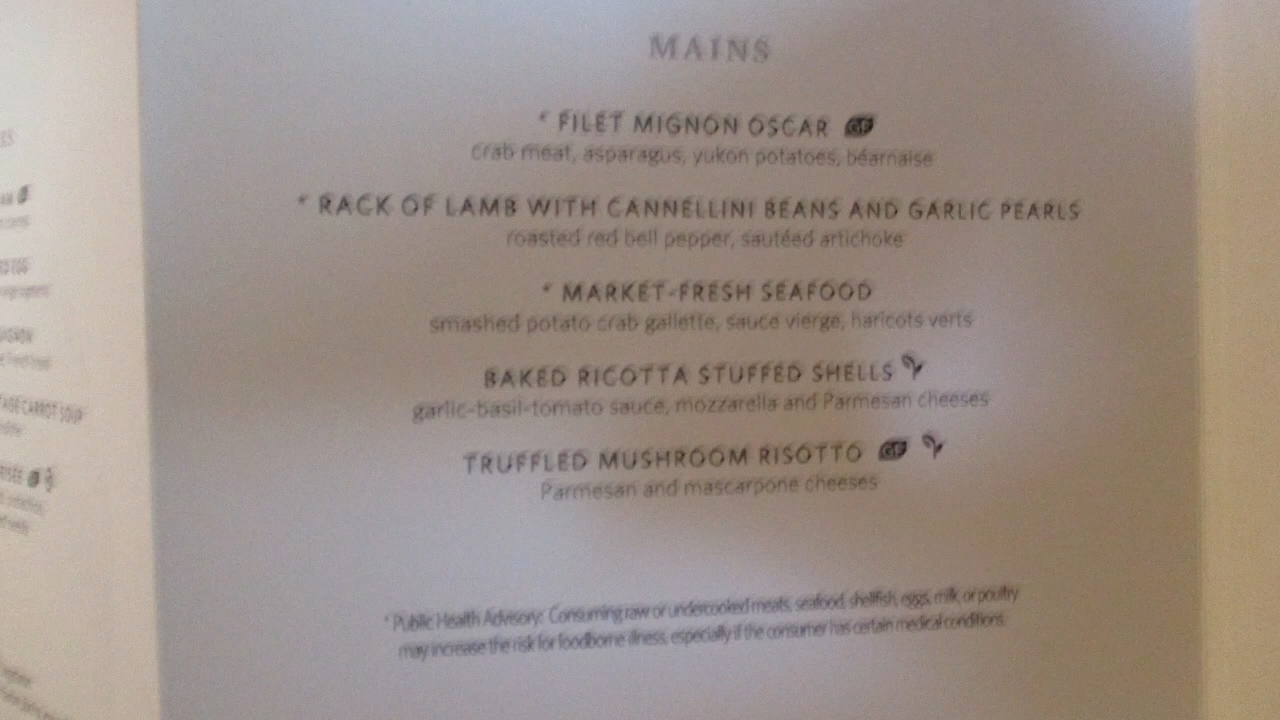 MAINS
* FILET MIGNON OSCAR GF
crab meat, asparagus, yukon potatoes, béarnaise
* RACK OF LAMB WITH CANNELLINI BEANS AND GARLIC PEARLS
roasted red bell pepper, sautéed artichoke
* MARKET-FRESH SEAFOOD
smashed potato crab gallette, sauce vierge, haricots verts
BAKED RICOTTA STUFFED SHELLS
garlic-basil-tomato sauce, mozzarella and Parmesan cheeses
TRUFFLED MUSHROOM RISOTTO GF
Parmesan and mascarpone cheeses
* Public Health Advisory: Consuming raw or undercooked meats, seafood, shellfish, eggs, milk, or poultry
may increase the risk for foodborne illness, especially if the consumer has certain medical conditions.
CARROT SOUP